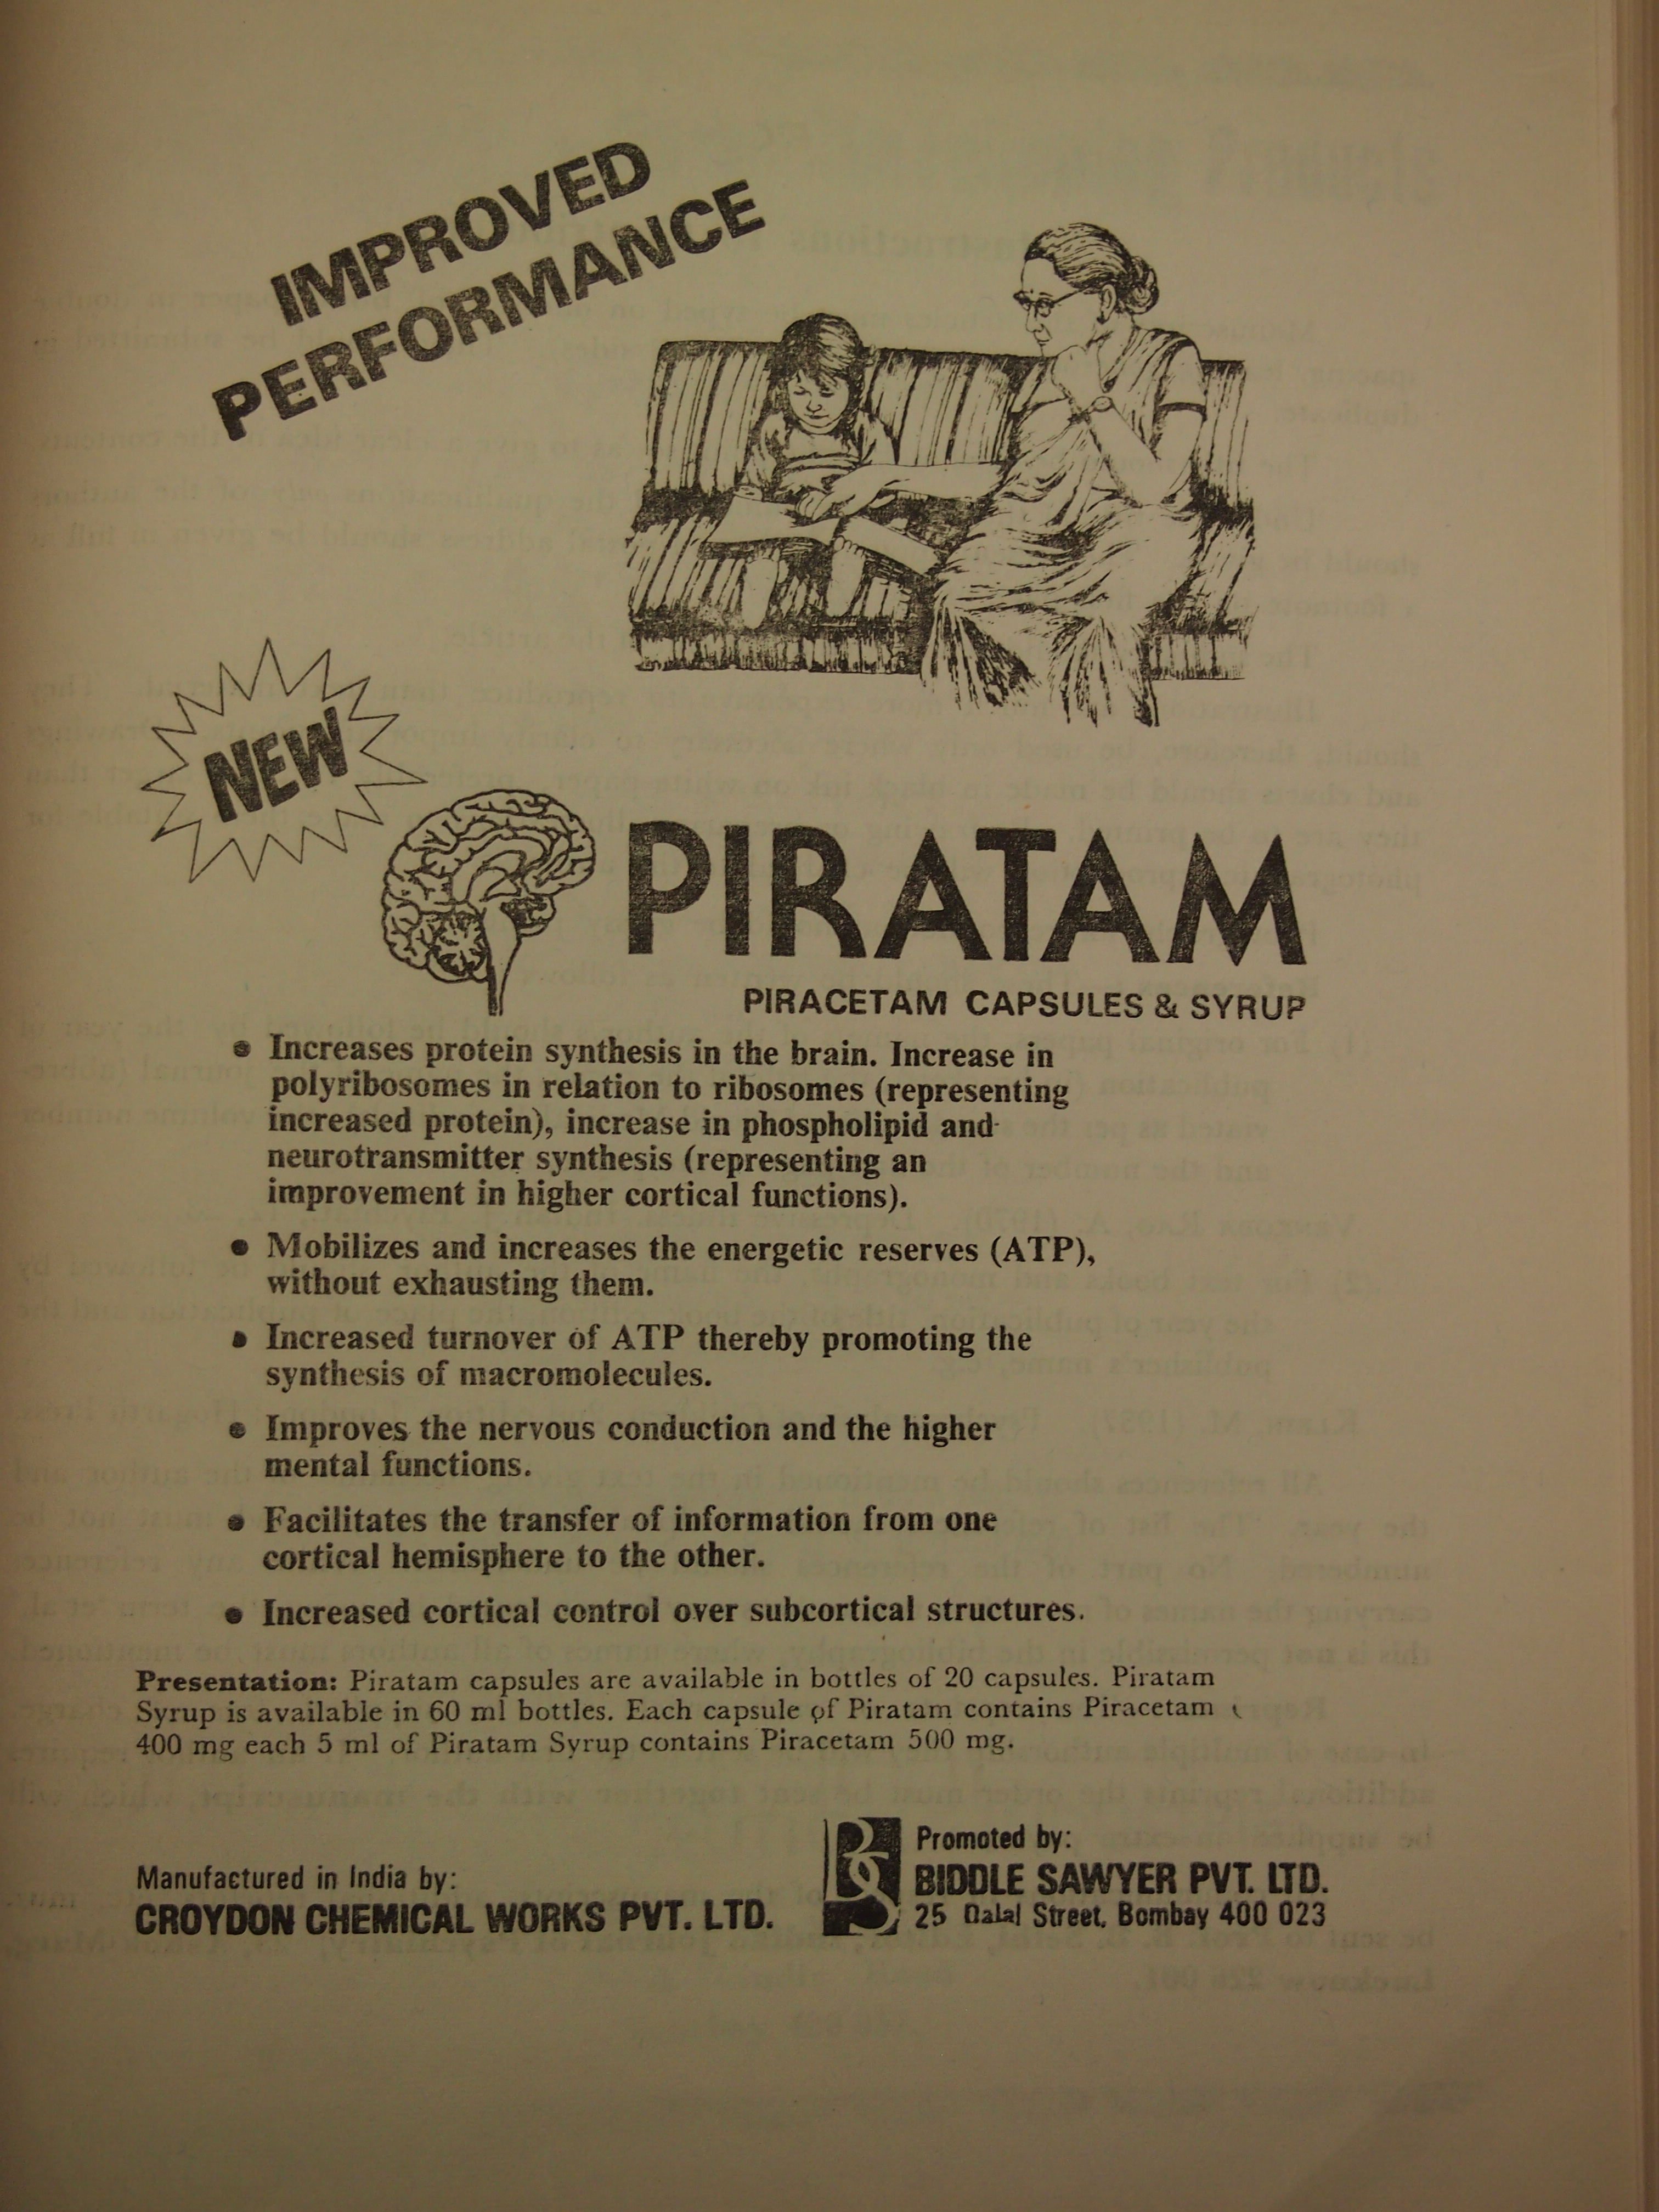 IMPROVED
PERFORMANCE
NEW
PIRATAM
PIRACETAM CAPSULES & SYRUP
• Increases protein synthesis in the brain. Increase in
polyribosomes in relation to ribosomes (representing
increased protein), increase in phospholipid and
neurotransmitter synthesis (representing an
improvement in higher cortical functions).
• Mobilizes and increases the energetic reserves (ATP),
without exhausting them.
• Increased turnover of ATP thereby promoting the
synthesis of macromolecules.
• Improves the nervous conduction and the higher
mental functions.
• Facilitates the transfer of information from one
cortical hemisphere to the other.
• Increased cortical control over subcortical structures.
Presentation: Piratam capsules are available in bottles of 20 capsules. Piratam
Syrup is available in 60 ml bottles. Each capsule of Piratam contains Piracetam
400 mg each 5 ml of Piratam Syrup contains Piracetam 500 mg.
Manufactured in India by:
CROYDON CHEMICAL WORKS PVT. LTD.
Promoted by:
BIDDLE SAWYER PVT. LTD.
25 Dalal Street, Bombay 400 023